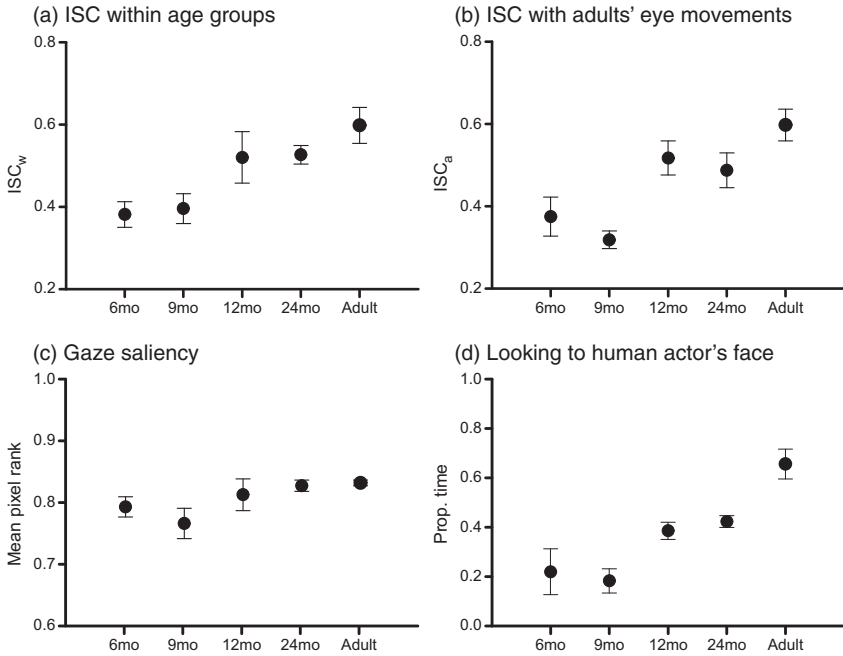 (a) ISC within age groups
0.8
0.6
0.4
0.2
ISCw
6mo 9mo 12mo 24mo Adult
(b) ISC with adults’ eye movements
0.8
0.6
0.4
0.2
ISCa
6mo 9mo 12mo 24mo Adult
(c) Gaze saliency
1.0
0.9
0.8
0.7
0.6
Mean pixel rank
6mo 9mo 12mo 24mo Adult
(d) Looking to human actor’s face
1.0
0.8
0.6
0.4
0.2
0.0
Prop. time
6mo 9mo 12mo 24mo Adult